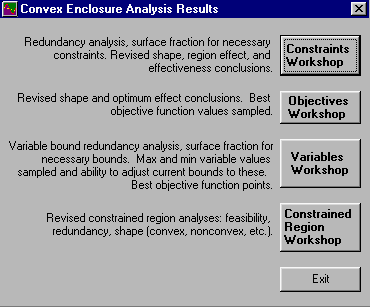 Convex Enclosure Analysis Results
Redundancy analysis, surface fraction for necessary
constraints. Revised shape, region effect, and
effectiveness conclusions.
Constraints
Workshop
Revised shape and optimum effect conclusions. Best
objective function values sampled.
Objectives
Workshop
Variable bound redundancy analysis, surface fraction for
necessary bounds. Max and min variable values
sampled and ability to adjust current bounds to these.
Best objective function points.
Variables
Workshop
Revised constrained region analyses: feasibility,
redundancy, shape (convex, nonconvex, etc.).
Constrained
Region
Workshop
Exit